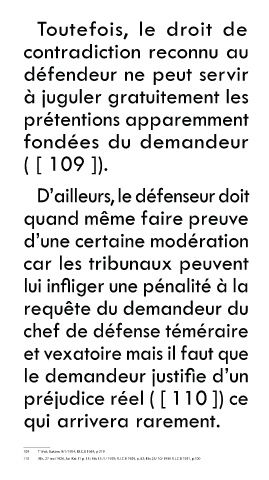 Toutefois, le droit de
contradiction reconnu au
défendeur ne peut servir
à juguler gratuitement les
prétentions apparemment
fondées du demandeur
( [ 109 ]).
D’ailleurs, le défenseur doit
quand même faire preuve
d’une certaine modération
car les tribunaux peuvent
lui infliger une pénalité à la
requête du demandeur du
chef de défense téméraire
et vexatoire mais il faut que
le demandeur justifie d’un
préjudice réel ( [ 110 ]) ce
qui arrivera rarement.
109
110